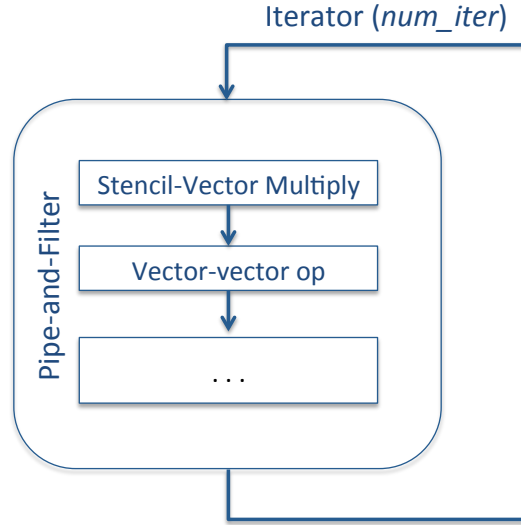 Iterator (num_iter)
Pipe-and-Filter
Stencil-Vector Multiply
Vector-vector op
. . .